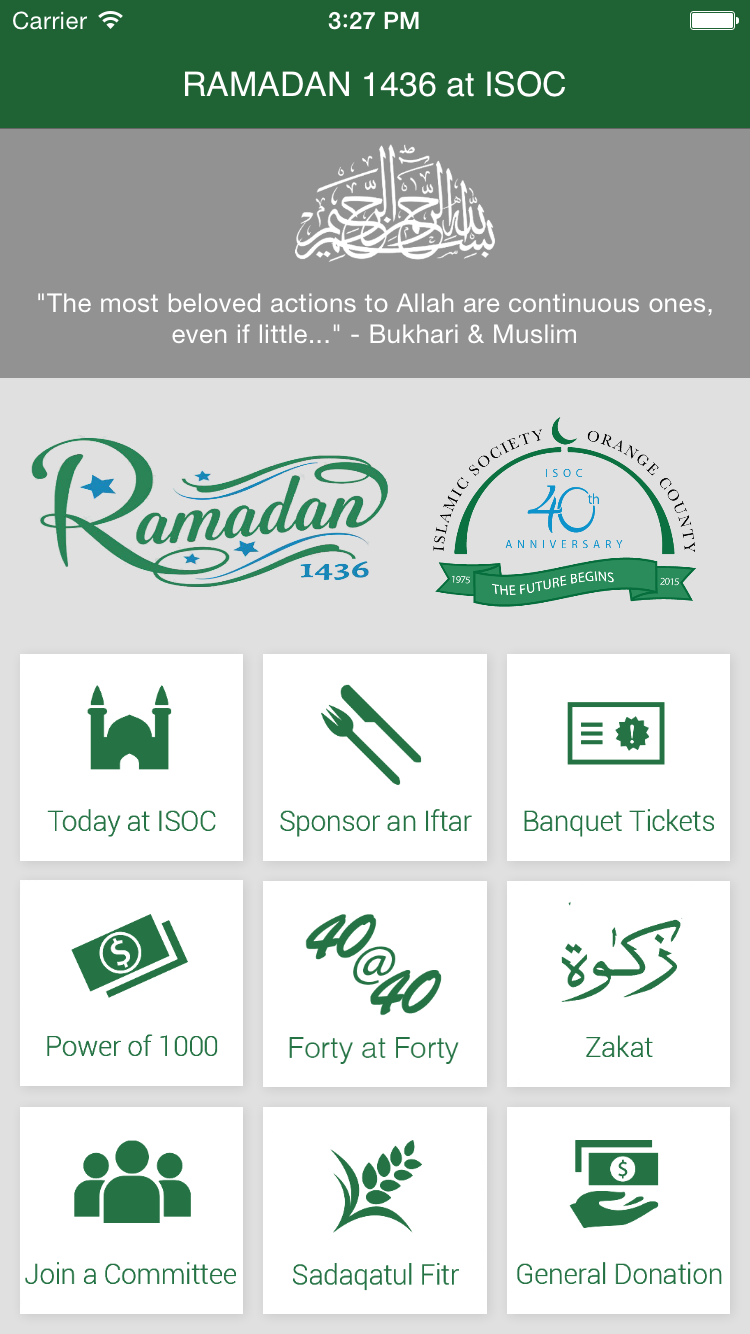 Carrier 3:27 PM
RAMADAN 1436 at ISOC
بسم الله الرحمن الرحيم
"The most beloved actions to Allah are continuous ones,
even if little..." - Bukhari & Muslim
Ramadan
1436
ISLAMIC SOCIETY ORANGE COUNTY
ISOC
40th
ANNIVERSARY
1975 THE FUTURE BEGINS 2015
Today at ISOC
Sponsor an Iftar
Banquet Tickets
$
Power of 1000
40
@
40
Forty at Forty
زكوٰة
Zakat
Join a Committee
Sadaqatul Fitr
$
General Donation